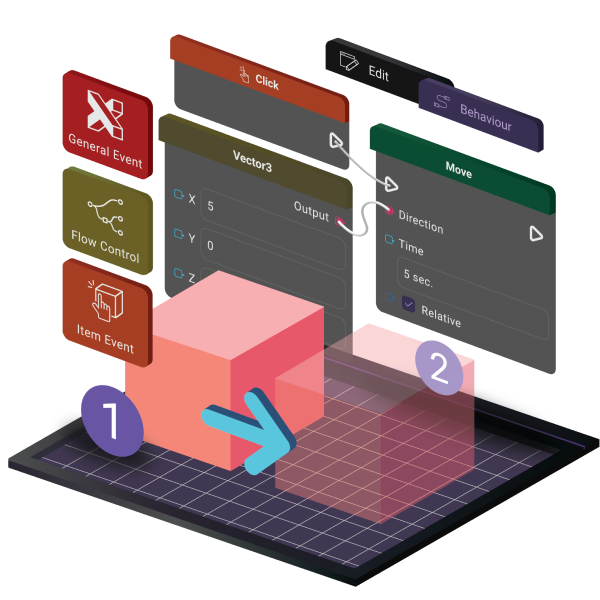 Click
Edit
Behaviour
General Event
Vector3
Move
X
5
Output
Direction
Y
0
Time
Flow Control
Z
5 sec.
Relative
Item Event
1
2